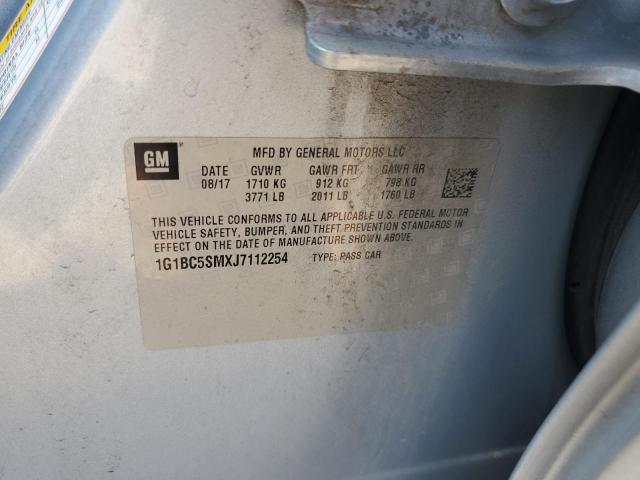 GM
MFD BY GENERAL MOTORS LLC
DATE GVWR GAWR FRT GAWR RR
08/17 1710 KG 912 KG 798 KG
3771 LB 2011 LB 1760 LB
THIS VEHICLE CONFORMS TO ALL APPLICABLE U.S. FEDERAL MOTOR
VEHICLE SAFETY, BUMPER, AND THEFT PREVENTION STANDARDS IN
EFFECT ON THE DATE OF MANUFACTURE SHOWN ABOVE.
1G1BC5SMXJ7112254 TYPE: PASS CAR